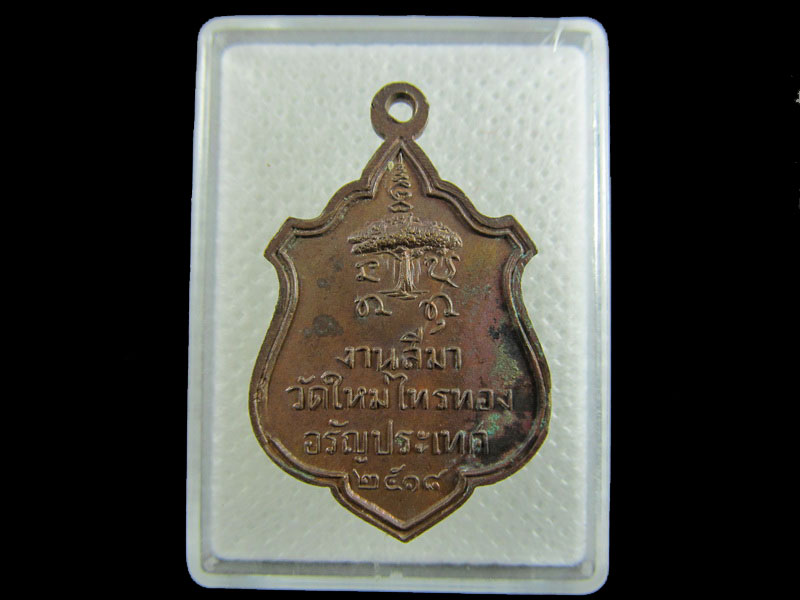 งานสีมา
วัดใหม่ไทรทอง
อรัญประเทศ
๒๕๑๘